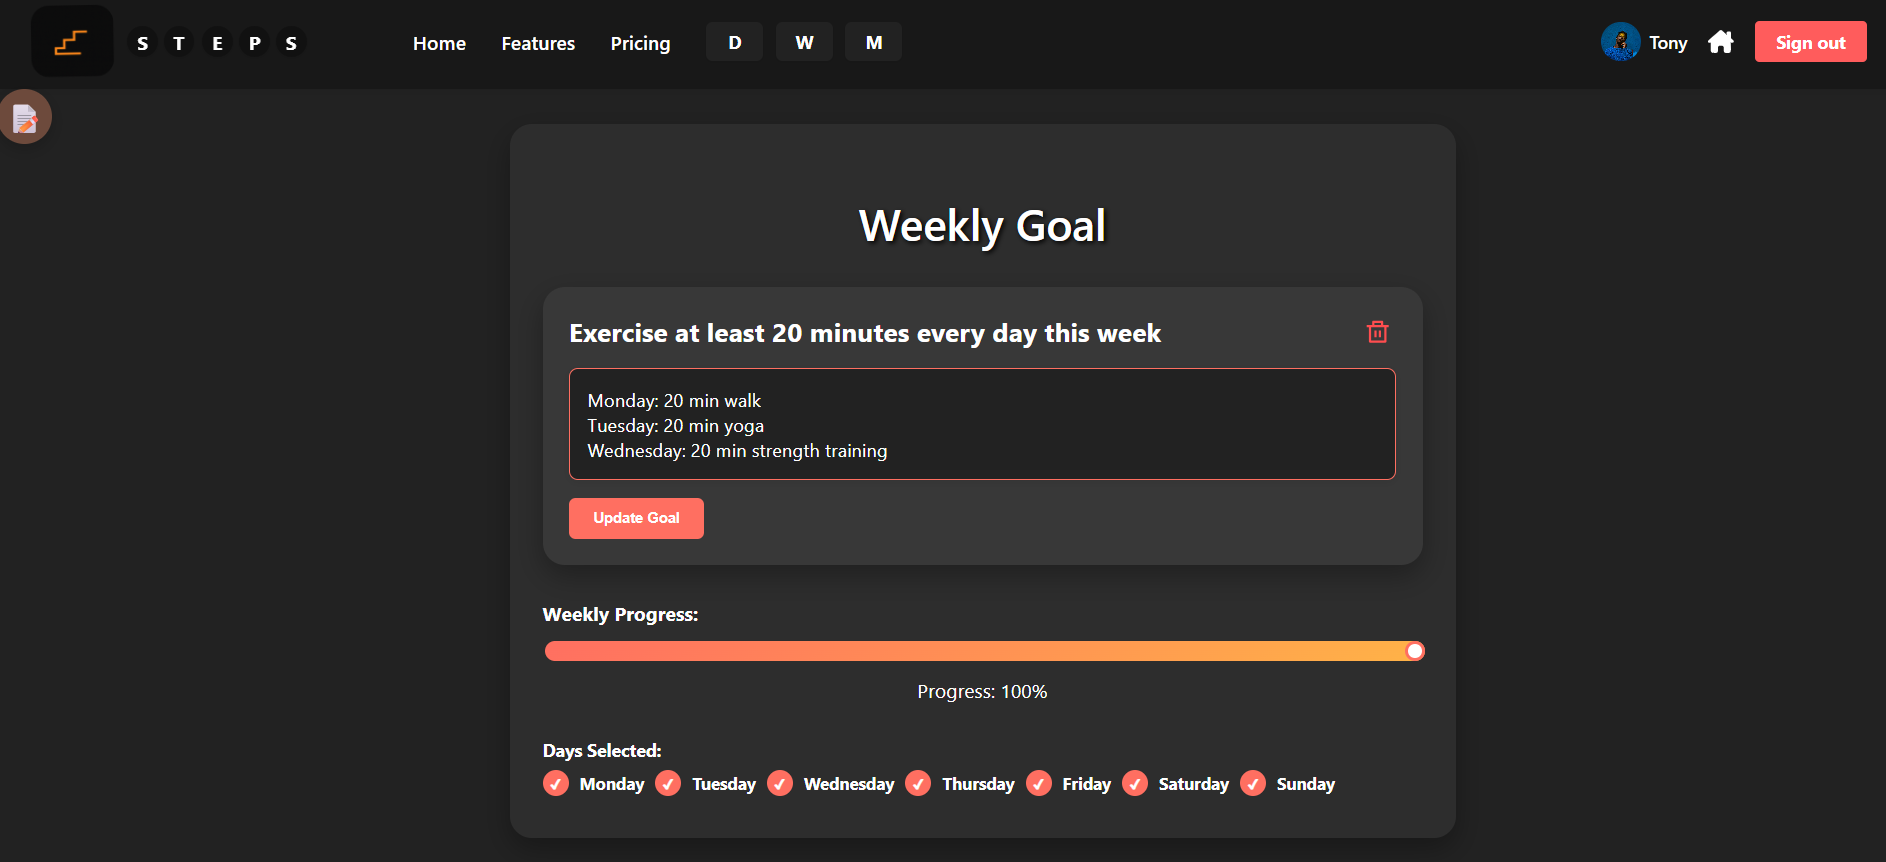 S T E P S
Home Features Pricing D W M
Tony
Sign out
Weekly Goal
Exercise at least 20 minutes every day this week
Monday: 20 min walk
Tuesday: 20 min yoga
Wednesday: 20 min strength training
Update Goal
Weekly Progress:
Progress: 100%
Days Selected:
Monday Tuesday Wednesday Thursday Friday Saturday Sunday